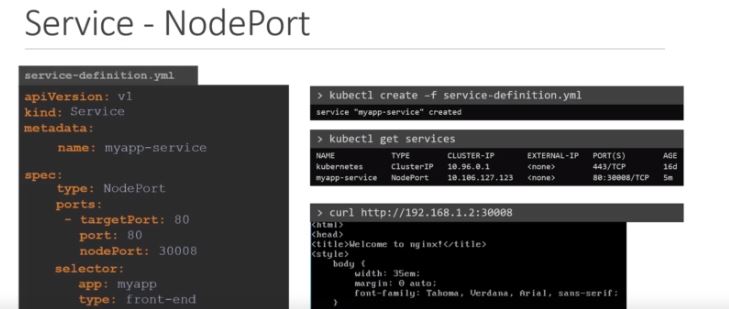 Service - NodePort
service-definition.yml
apiVersion: v1
kind: Service
metadata:
name: myapp-service
spec:
type: NodePort
ports:
- targetPort: 80
port: 80
nodePort: 30008
selector:
app: myapp
type: front-end
> kubectl create –f service-definition.yml
service "myapp-service" created
> kubectl get services
NAME TYPE CLUSTER-IP EXTERNAL-IP PORT(S) AGE
kubernetes ClusterIP 10.96.0.1 <none> 443/TCP 16d
myapp-service NodePort 10.106.127.123 <none> 80:30008/TCP 5m
> curl http://192.168.1.2:30008
<html>
<head>
<title>Welcome to nginx!</title>
<style>
body {
width: 35em;
margin: 0 auto;
font-family: Tahoma, Verdana, Arial, sans-serif;
}